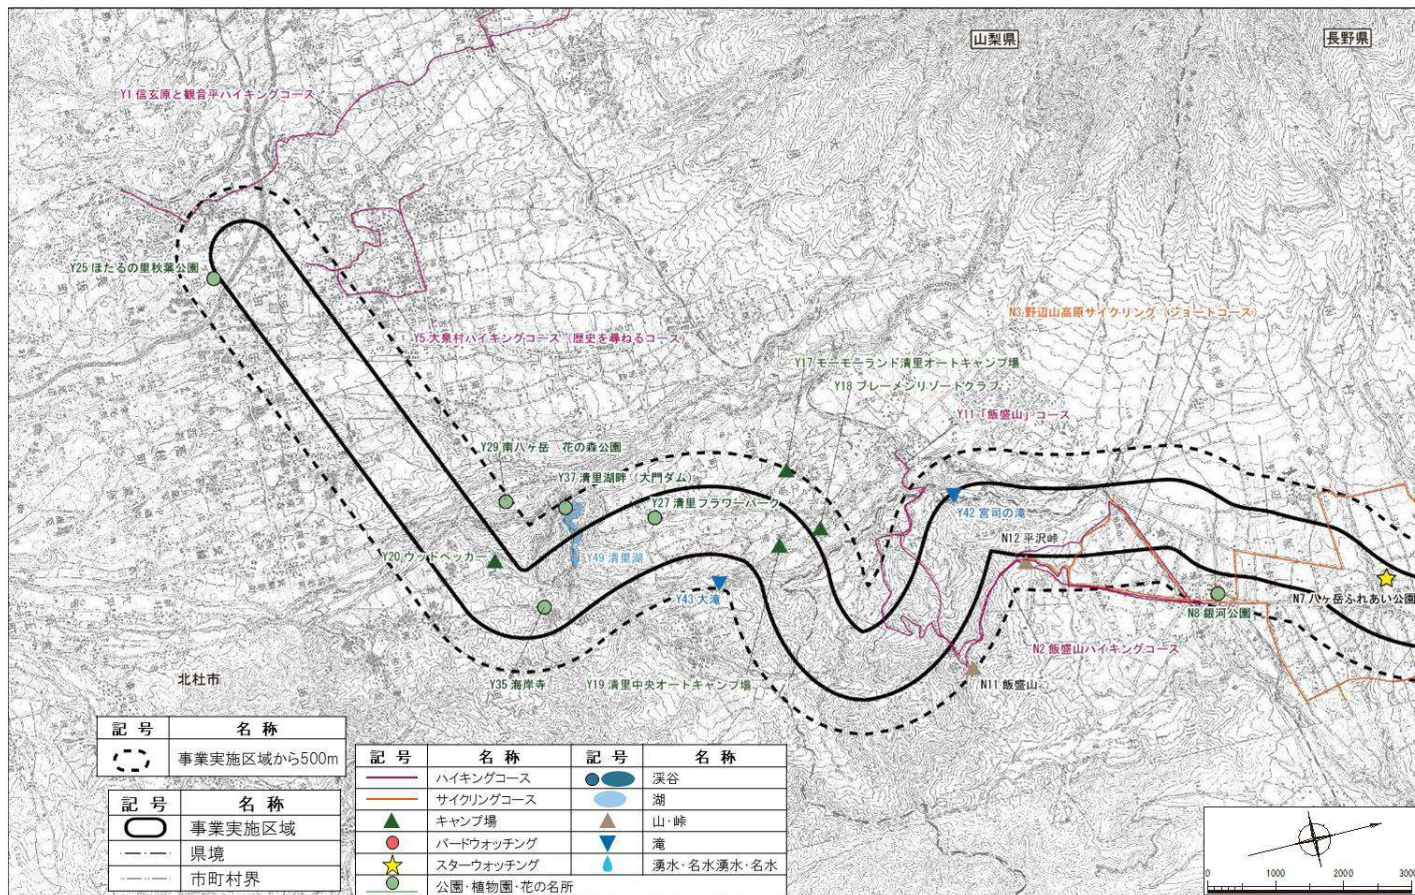 山梨県
長野県
Y1 信玄原と観音平ハイキングコース
Y25 ほたるの里秋葉公園
Y5 大泉村ハイキングコース（歴史を尋ねるコース）
N3 野辺山高原サイクリング（ショートコース）
Y17 モーモーランド清里オートキャンプ場
Y18 ブレーメンリゾートクラブ
Y11「飯盛山」コース
Y29 南八ヶ岳 花の森公園
Y37 清里湖畔（大門ダム）
Y27 清里フラワーパーク
Y42 宮司の滝
N12 平沢峠
Y20 ウッドペッカー
Y49 清里湖
Y43 大滝
N7 八ヶ岳ふれあい公園
N8 銀河公園
N2 飯盛山ハイキングコース
N11 飯盛山
Y35 海岸寺
Y19 清里中央オートキャンプ場
北杜市
記 号 名 称
事業実施区域から500m
記 号 名 称
事業実施区域
県境
市町村界
記 号 名 称 記 号 名 称
ハイキングコース 渓谷
サイクリングコース 湖
キャンプ場 山・峠
バードウォッチング 滝
スターウォッチング 湧水・名水湧水・名水
公園・植物園・花の名所
0 1000 2000 3000